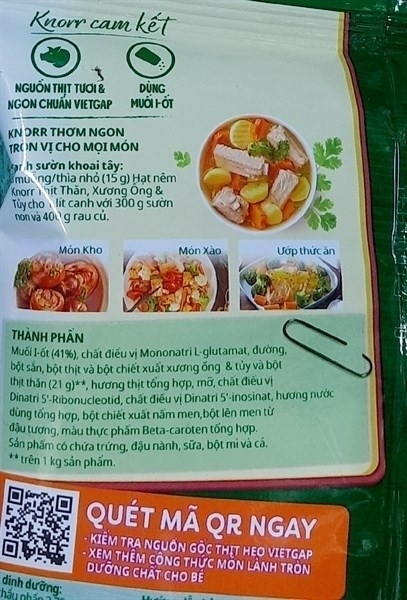 Knorr cam kết
NGUỒN THỊT TƯƠI &
NGON CHUẨN VIETGAP
DÙNG
MUỐI I-ỐT
KNORR THƠM NGON
TRÒN VỊ CHO MỌI MÓN
sườn khoai tây:
muỗng/thìa nhỏ (15 g) Hạt nêm
Knorr Thịt Thăn, Xương Ống &
Tủy cho lít canh với 300 g sườn
non và 400 g rau củ.
Món Kho
Món Xào
Ướp thức ăn
THÀNH PHẦN
Muối I-ốt (41%), chất điều vị Mononatri L-glutamat, đường,
bột sắn, bột thịt và bột chiết xuất xương ống & tủy và bột
thịt thăn (21 g)**, hương thịt tổng hợp, mỡ, chất điều vị
Dinatri 5'-Ribonucleotid, chất điều vị Dinatri 5'-inosinat, hương nước
dùng tổng hợp, bột chiết xuất nấm men, bột lên men từ
đậu tương, màu thực phẩm Beta-caroten tổng hợp.
Sản phẩm có chứa trứng, đậu nành, sữa, bột mì và cá.
** trên 1 kg sản phẩm.
QUÉT MÃ QR NGAY
- KIỂM TRA NGUỒN GỐC THỊT HEO VIETGAP
- XEM THÊM CÔNG THỨC MÓN LÀNH TRÒN
DƯỠNG CHẤT CHO BÉ
dinh dưỡng: